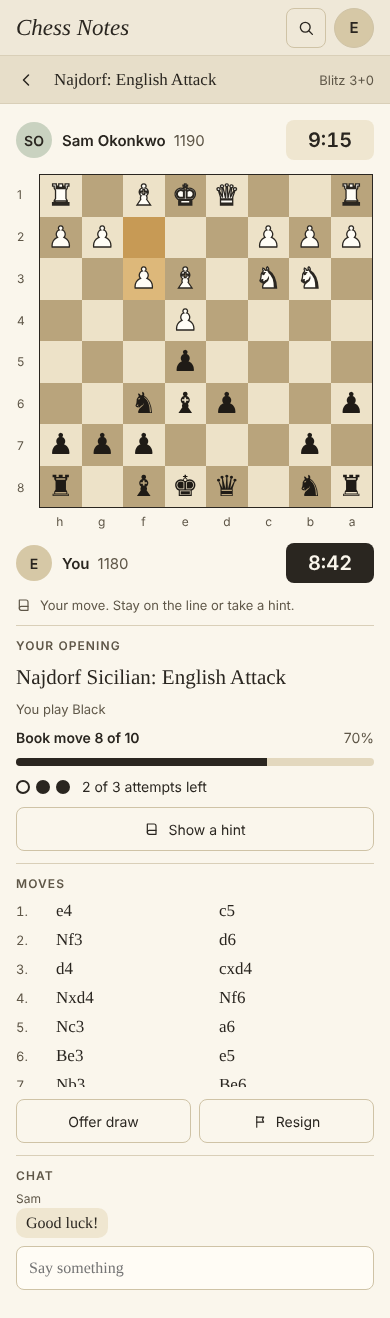 Chess Notes
E
Najdorf: English Attack
Blitz 3+0
SO
Sam Okonkwo 1190
9:15
1
2
3
4
5
6
7
8
h g f e d c b a
E
You 1180
8:42
Your move. Stay on the line or take a hint.
YOUR OPENING
Najdorf Sicilian: English Attack
You play Black
Book move 8 of 10
70%
2 of 3 attempts left
Show a hint
MOVES
1. e4 c5
2. Nf3 d6
3. d4 cxd4
4. Nxd4 Nf6
5. Nc3 a6
6. Be3 e5
7. Nb3 Be6
Offer draw
Resign
CHAT
Sam
Good luck!
Say something